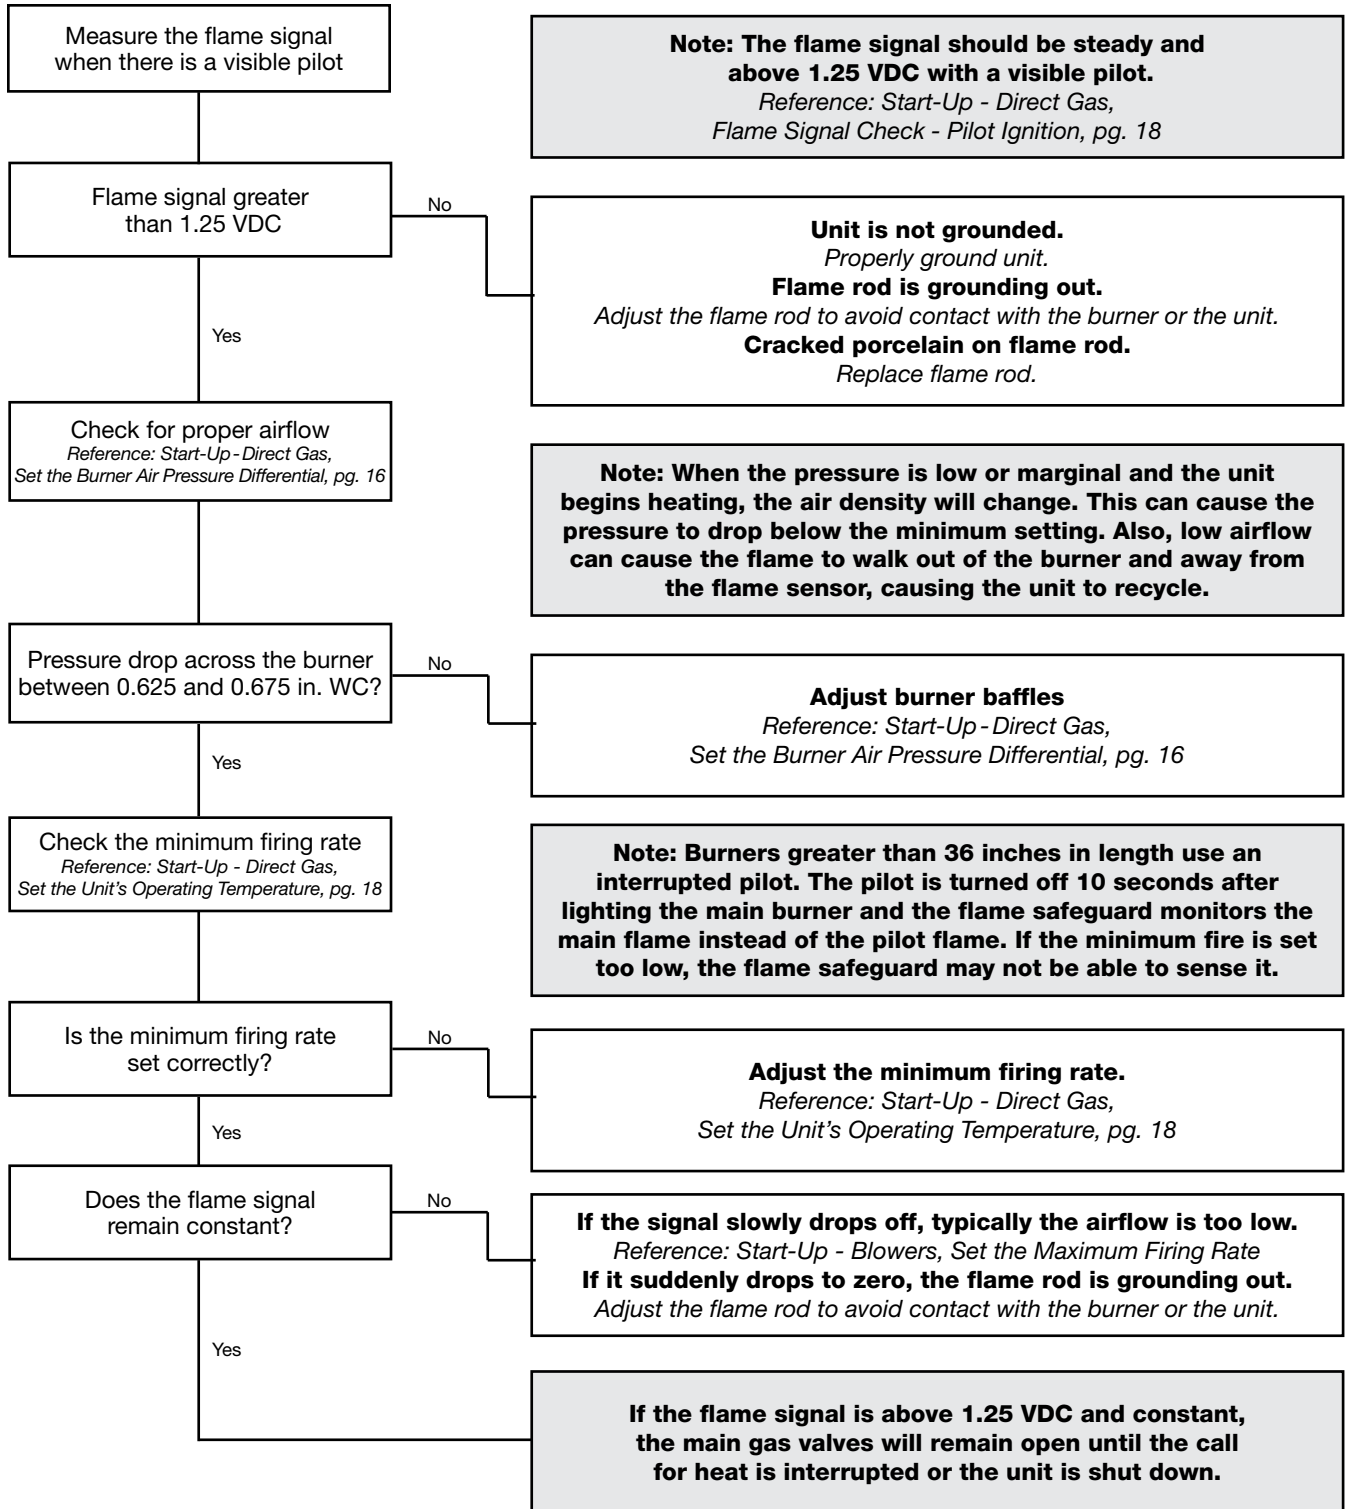 Measure the flame signal
when there is a visible pilot
Note: The flame signal should be steady and
above 1.25 VDC with a visible pilot.
Reference: Start-Up - Direct Gas,
Flame Signal Check - Pilot Ignition, pg. 18
Flame signal greater
than 1.25 VDC
No
Unit is not grounded.
Properly ground unit.
Flame rod is grounding out.
Adjust the flame rod to avoid contact with the burner or the unit.
Cracked porcelain on flame rod.
Replace flame rod.
Yes
Check for proper airflow
Reference: Start-Up - Direct Gas,
Set the Burner Air Pressure Differential, pg. 16
Note: When the pressure is low or marginal and the unit
begins heating, the air density will change. This can cause the
pressure to drop below the minimum setting. Also, low airflow
can cause the flame to walk out of the burner and away from
the flame sensor, causing the unit to recycle.
Pressure drop across the burner
between 0.625 and 0.675 in. WC?
No
Adjust burner baffles
Reference: Start-Up - Direct Gas,
Set the Burner Air Pressure Differential, pg. 16
Yes
Check the minimum firing rate
Reference: Start-Up - Direct Gas,
Set the Unit's Operating Temperature, pg. 18
Note: Burners greater than 36 inches in length use an
interrupted pilot. The pilot is turned off 10 seconds after
lighting the main burner and the flame safeguard monitors the
main flame instead of the pilot flame. If the minimum fire is set
too low, the flame safeguard may not be able to sense it.
Is the minimum firing rate
set correctly?
No
Adjust the minimum firing rate.
Reference: Start-Up - Direct Gas,
Set the Unit's Operating Temperature, pg. 18
Yes
Does the flame signal
remain constant?
No
If the signal slowly drops off, typically the airflow is too low.
Reference: Start-Up - Blowers, Set the Maximum Firing Rate
If it suddenly drops to zero, the flame rod is grounding out.
Adjust the flame rod to avoid contact with the burner or the unit.
Yes
If the flame signal is above 1.25 VDC and constant,
the main gas valves will remain open until the call
for heat is interrupted or the unit is shut down.